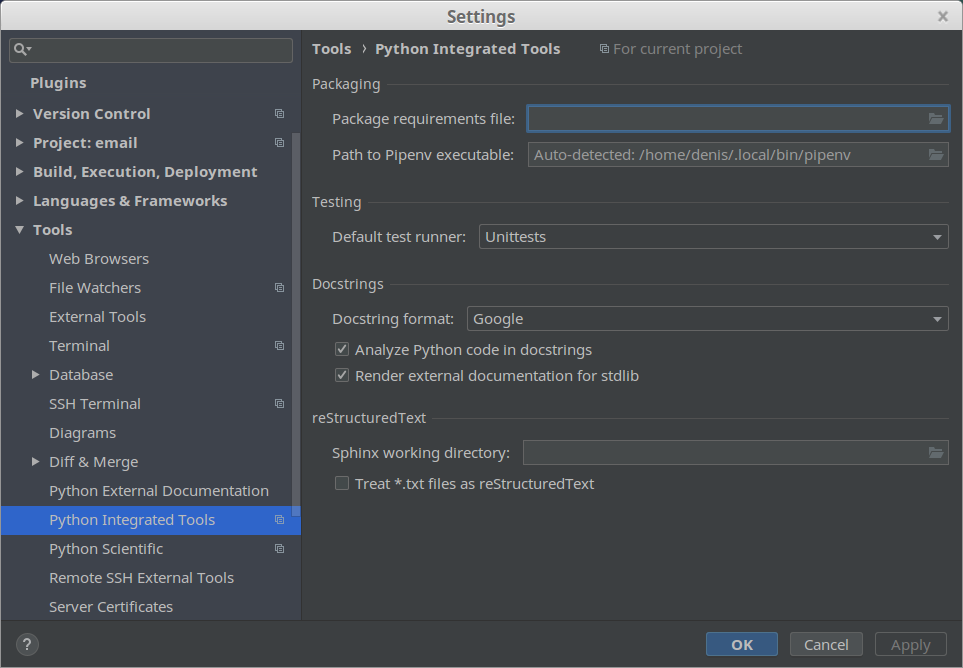 Settings
Plugins
Version Control
Project: email
Build, Execution, Deployment
Languages & Frameworks
Tools
Web Browsers
File Watchers
External Tools
Terminal
Database
SSH Terminal
Diagrams
Diff & Merge
Python External Documentation
Python Integrated Tools
Python Scientific
Remote SSH External Tools
Server Certificates
Tools › Python Integrated Tools For current project
Packaging
Package requirements file:
Path to Pipenv executable: Auto-detected: /home/denis/.local/bin/pipenv
Testing
Default test runner: Unittests
Docstrings
Docstring format: Google
Analyze Python code in docstrings
Render external documentation for stdlib
reStructuredText
Sphinx working directory:
Treat *.txt files as reStructuredText
? OK Cancel Apply